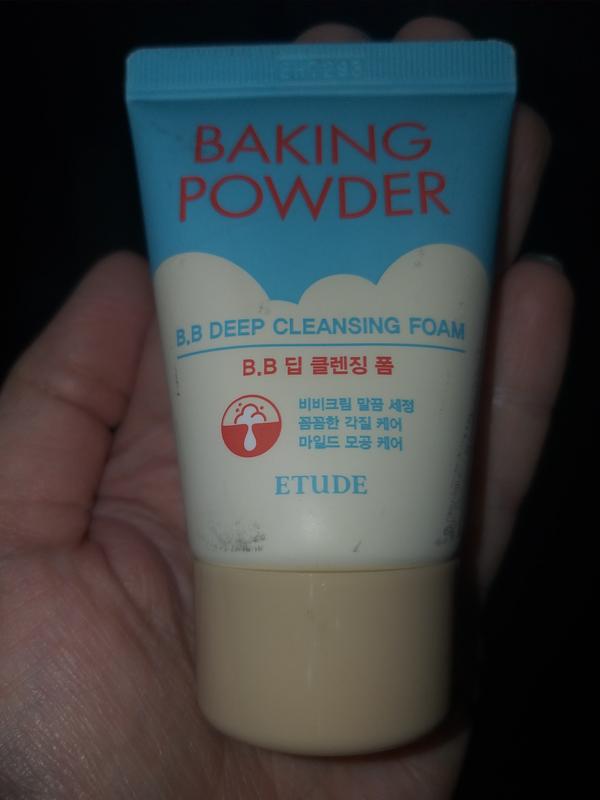 BAKING
POWDER
B.B DEEP CLEANSING FOAM
B.B 딥 클렌징 폼
비비크림 말끔 세정
꼼꼼한 각질 케어
마일드 모공 케어
ETUDE